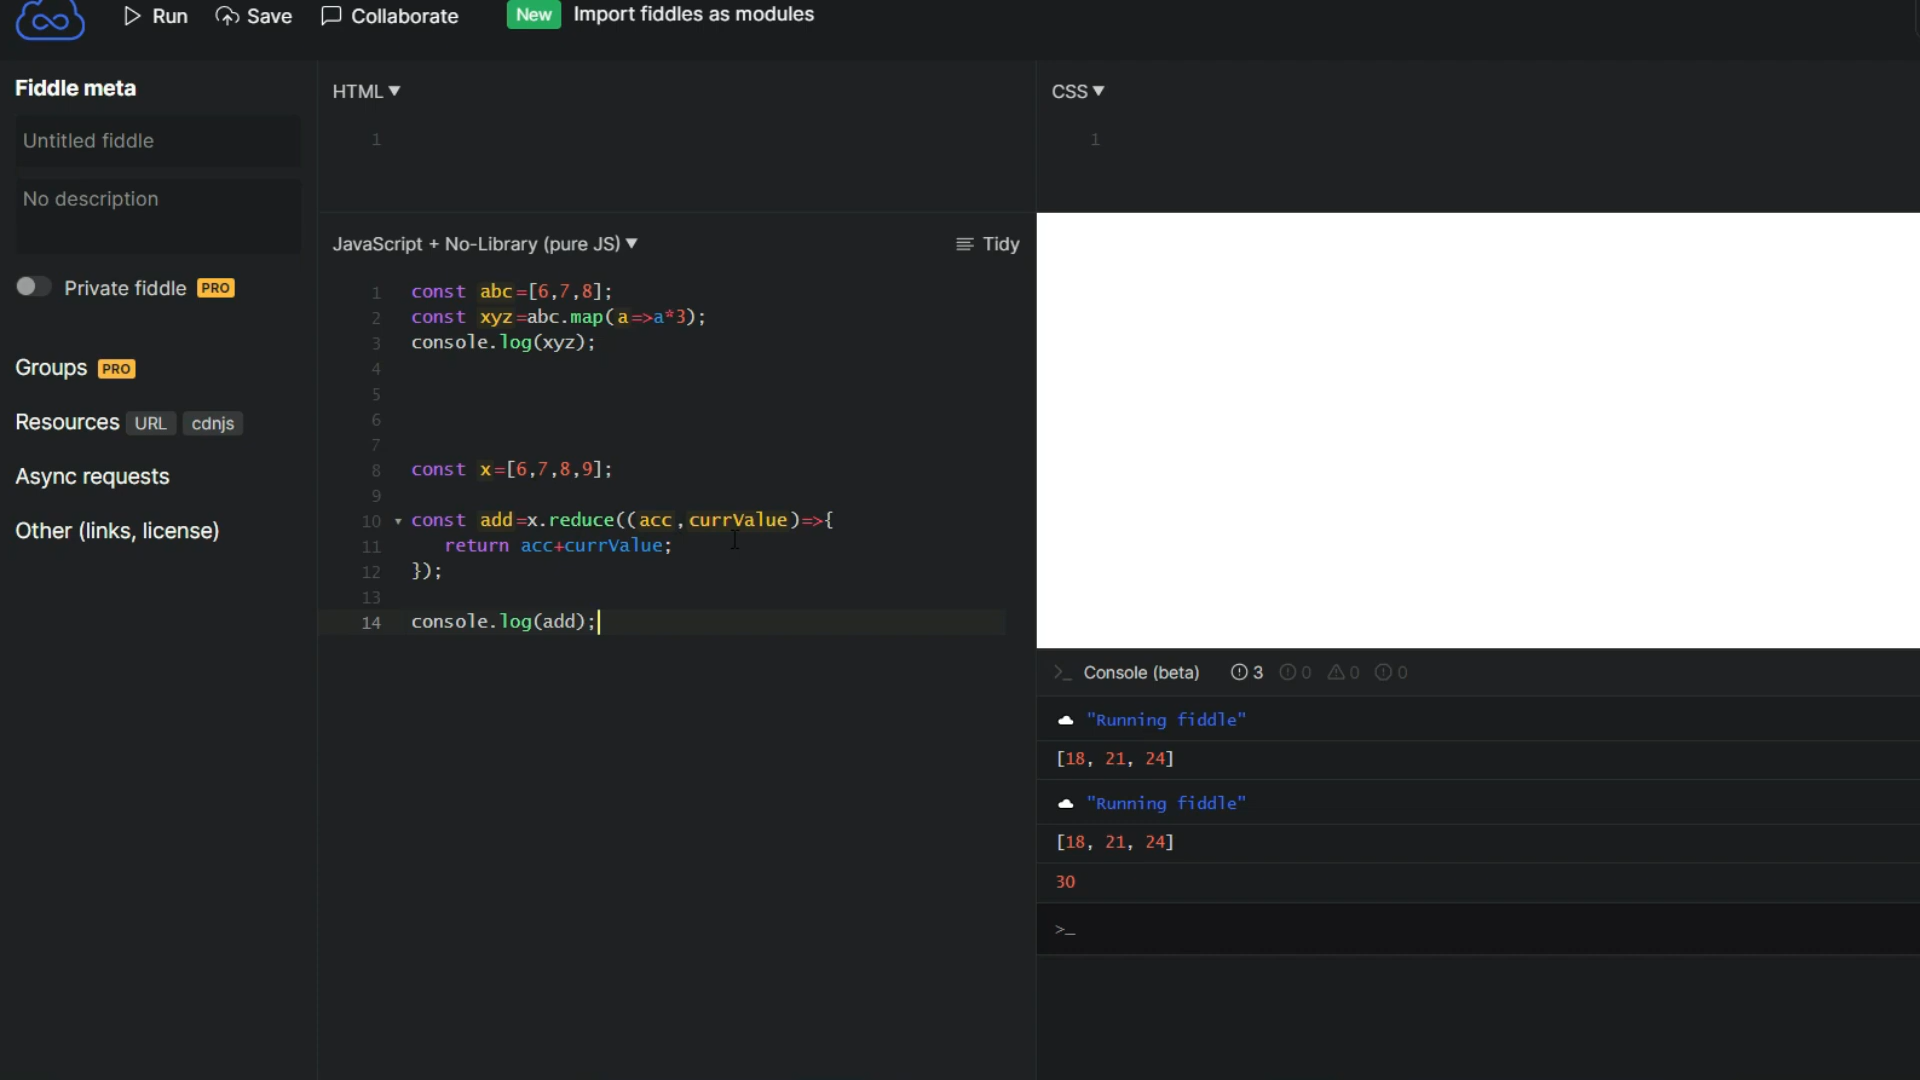 Run Save Collaborate New Import fiddles as modules
Fiddle meta
Untitled fiddle
No description
Private fiddle PRO
Groups PRO
Resources URL cdnjs
Async requests
Other (links, license)
HTML
1
CSS
1
JavaScript + No-Library (pure JS) Tidy
1 const abc=[6,7,8];
2 const xyz=abc.map(a=>a*3);
3 console.log(xyz);
4
5
6
7
8 const x=[6,7,8,9];
9
10 const add=x.reduce((acc,currValue)=>{
11 return acc+currValue;
12 });
13
14 console.log(add);
>_ Console (beta) 3 0 0 0
"Running fiddle"
[18, 21, 24]
"Running fiddle"
[18, 21, 24]
30
>_